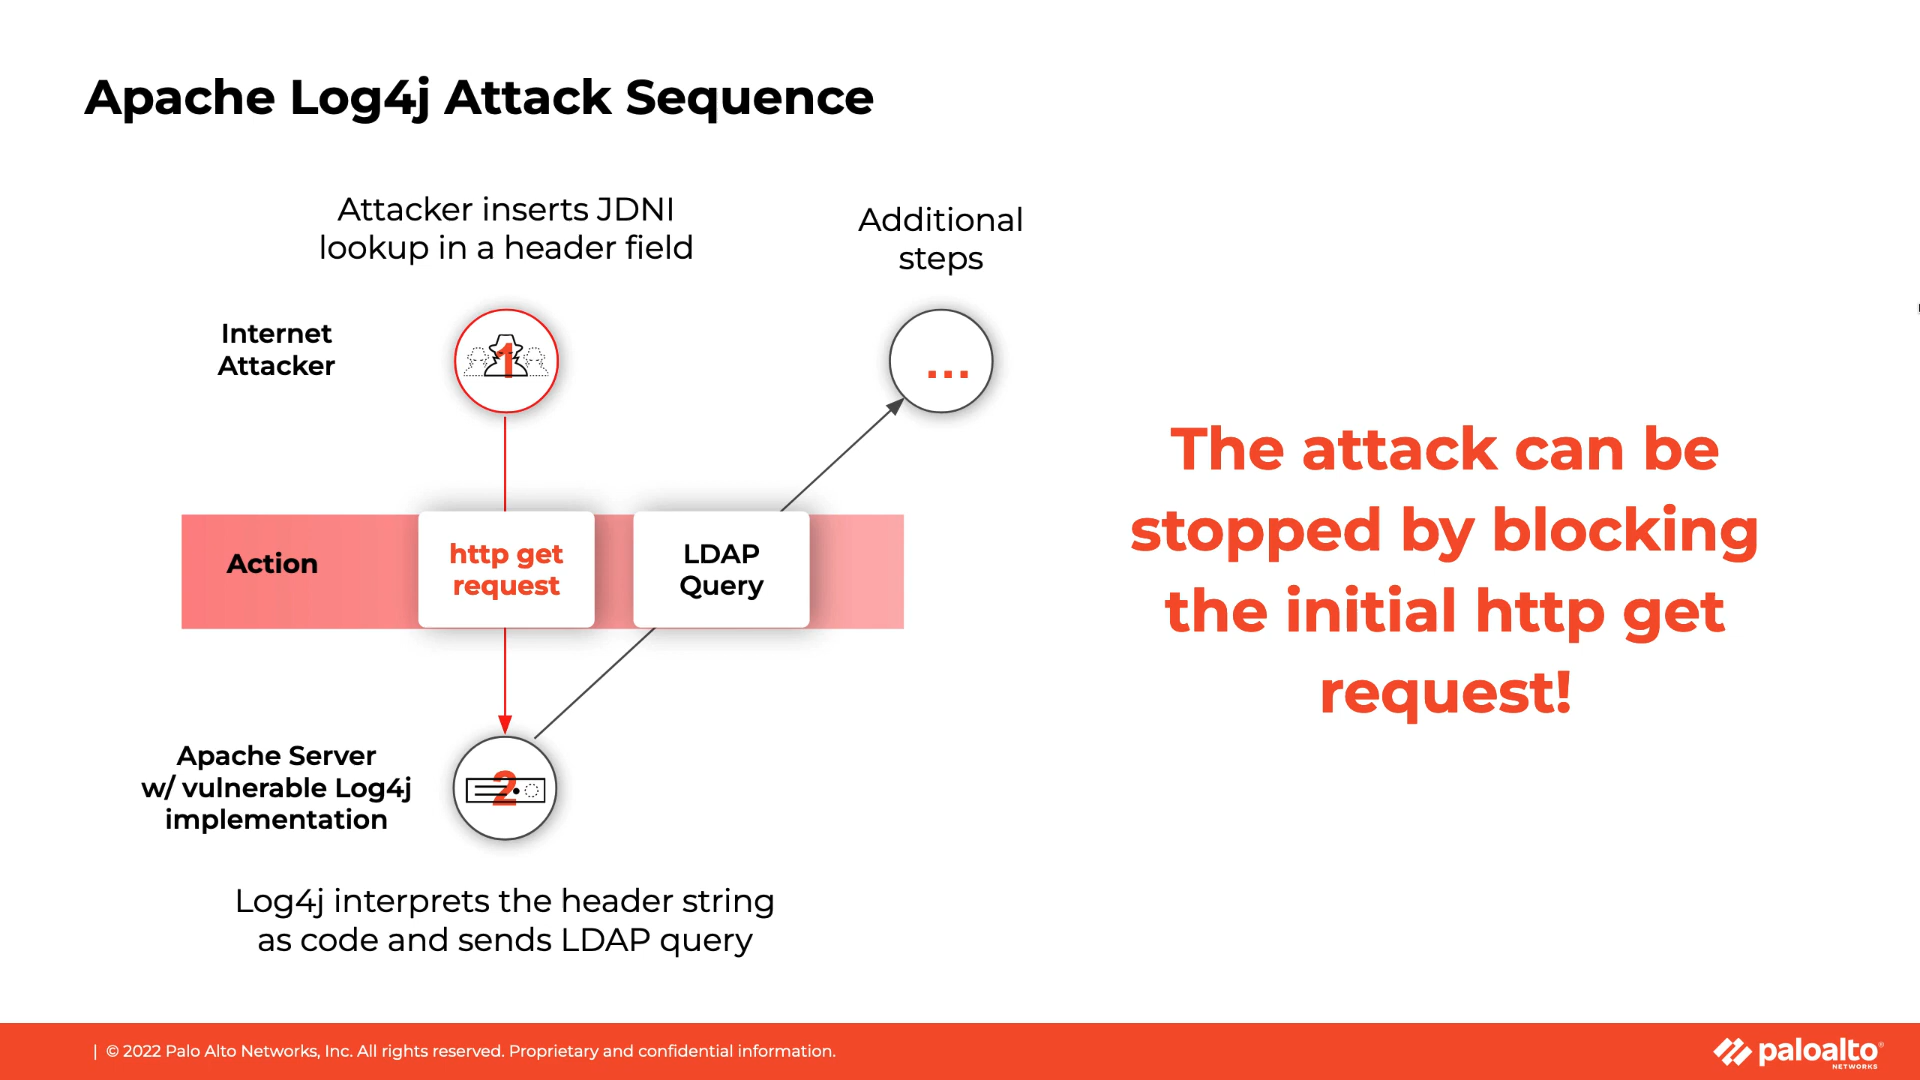 Apache Log4j Attack Sequence
Attacker inserts JDNI
lookup in a header field
Additional
steps
Internet
Attacker
1
...
Action
http get
request
LDAP
Query
The attack can be
stopped by blocking
the initial http get
request!
Apache Server
w/ vulnerable Log4j
implementation
2
Log4j interprets the header string
as code and sends LDAP query
| © 2022 Palo Alto Networks, Inc. All rights reserved. Proprietary and confidential information.
paloalto®
NETWORKS